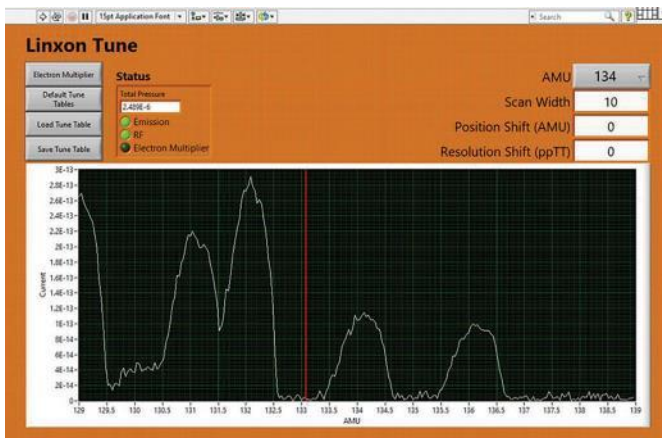 15pt Application Font
Search
Linxon Tune
Electron Multiplier
Default Tune
Tables
Load Tune Table
Save Tune Table
Status
Total Pressure
2.489E-6
Emission
RF
Electron Multiplier
AMU 134
Scan Width 10
Position Shift (AMU) 0
Resolution Shift (ppTT) 0
3E-13
2.8E-13
2.6E-13
2.4E-13
2.2E-13
2E-13
1.8E-13
1.6E-13
1.4E-13
1.2E-13
1E-13
8E-14
6E-14
4E-14
2E-14
0
Current
129 129.5 130 130.5 131 131.5 132 132.5 133 133.5 134 134.5 135 135.5 136 136.5 137 137.5 138 138.5 139
AMU